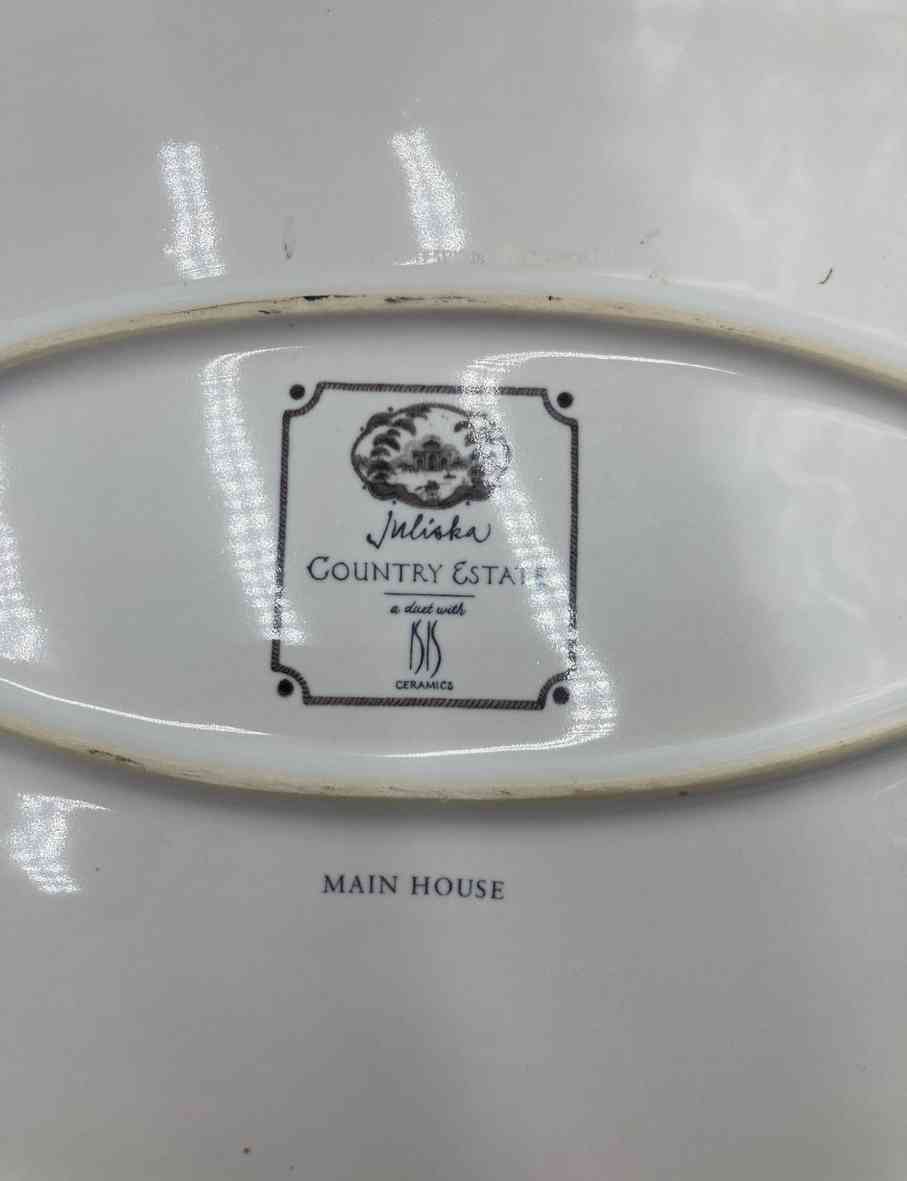 Juliska
COUNTRY ESTATE
a duet with
ISIS
CERAMICS
MAIN HOUSE